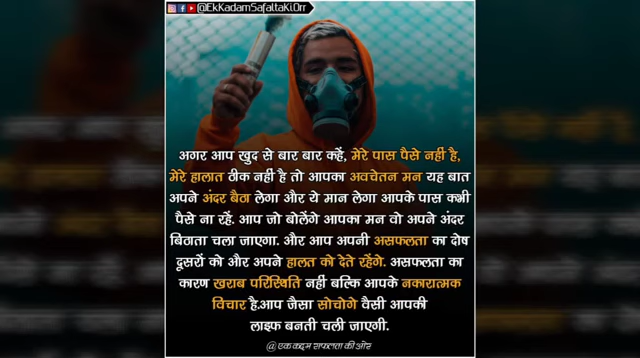 @EkKadamSafaltaKi0rr
अगर आप खुद से बार बार कहें, मेरे पास पैसे नहीं है,
मेरे हालात ठीक नहीं है तो आपका अवचेतन मन यह बात
अपने अंदर बैठा लेगा और ये मान लेगा आपके पास कभी
पैसे ना रहें. आप जो बोलेंगे आपका मन वो अपने अंदर
बिठाता चला जाएगा. और आप अपनी असफलता का दोष
दूसरों को और अपने हालत को देते रहेंगे. असफलता का
कारण खराब परिस्थिति नहीं बल्कि आपके नकारात्मक
विचार है.आप जैसा सोचोगे वैसी आपकी
लाइफ बनती चली जाएगी.
@ एक कदम सफलता की ओर